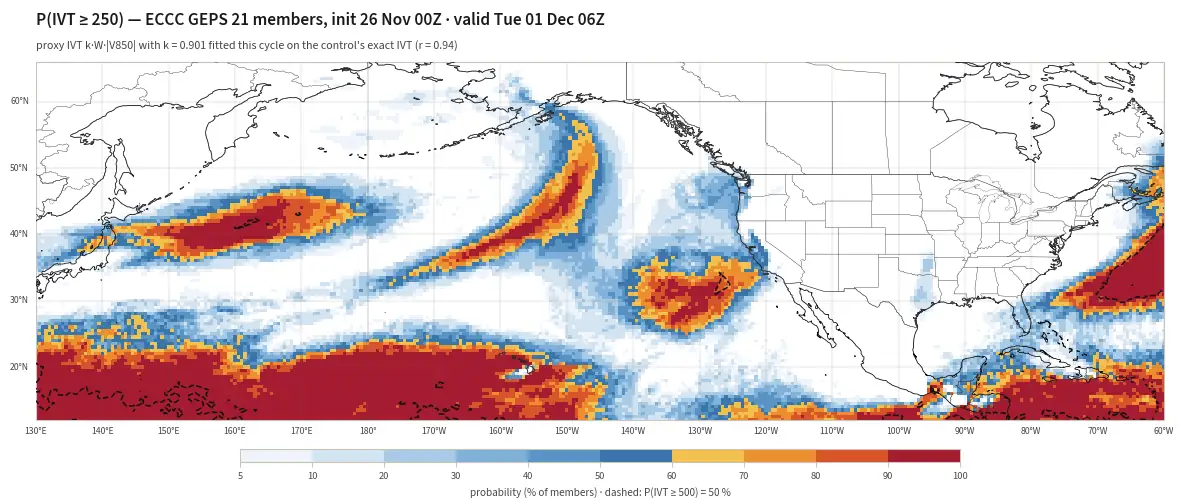 P(IVT ≥ 250) — ECCC GEPS 21 members, init 26 Nov 00Z · valid Tue 01 Dec 06Z
proxy IVT k·W·|V850| with k = 0.901 fitted this cycle on the control's exact IVT (r = 0.94)
60°N
50°N
40°N
30°N
20°N
130°E 140°E 150°E 160°E 170°E 180° 170°W 160°W 150°W 140°W 130°W 120°W 110°W 100°W 90°W 80°W 70°W 60°W
5 10 20 30 40 50 60 70 80 90 100
probability (% of members) · dashed: P(IVT ≥ 500) = 50 %